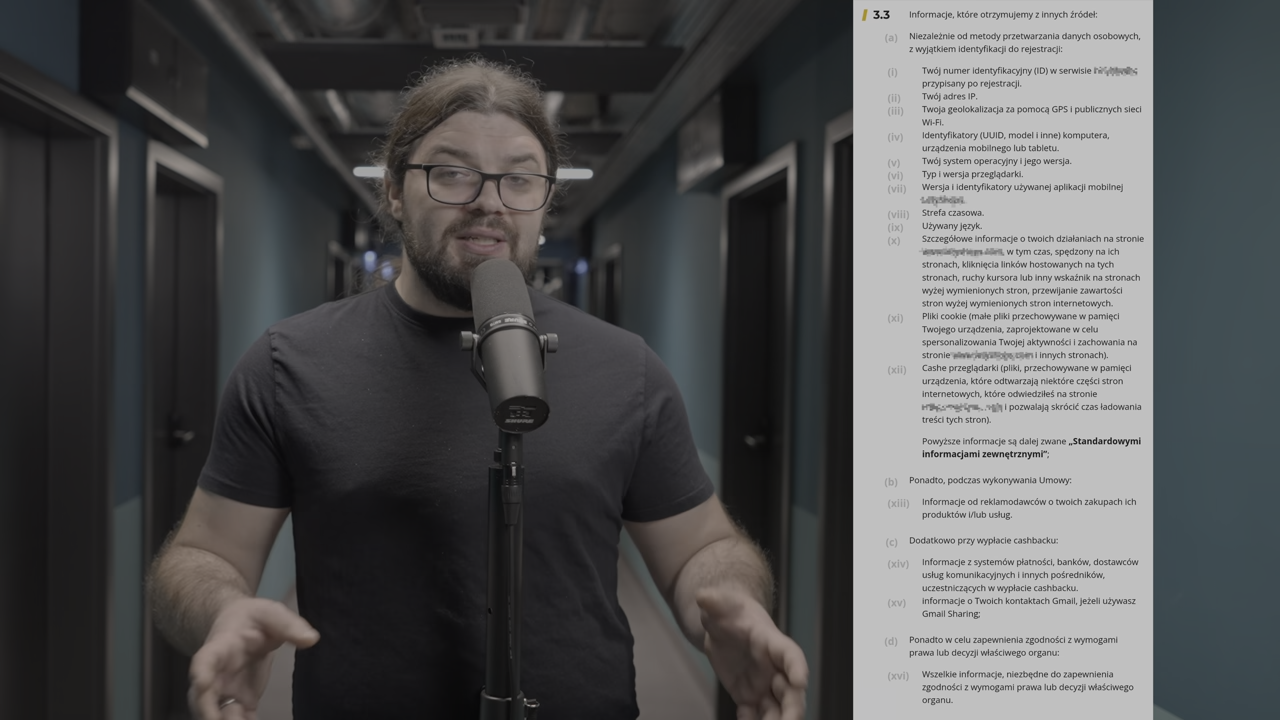 3.3 Informacje, które otrzymujemy z innych źródeł:
(a) Niezależnie od metody przetwarzania danych osobowych,
z wyjątkiem identyfikacji do rejestracji:
(i) Twój numer identyfikacyjny (ID) w serwisie
przypisany po rejestracji.
(ii) Twój adres IP.
(iii) Twoja geolokalizacja za pomocą GPS i publicznych sieci
Wi-Fi.
(iv) Identyfikatory (UUID, model i inne) komputera,
urządzenia mobilnego lub tabletu.
(v) Twój system operacyjny i jego wersja.
(vi) Typ i wersja przeglądarki.
(vii) Wersja i identyfikatory używanej aplikacji mobilnej
(viii) Strefa czasowa.
(ix) Używany język.
(x) Szczegółowe informacje o twoich działaniach na stronie
, w tym czas, spędzony na ich
stronach, kliknięcia linków hostowanych na tych
stronach, ruchy kursora lub inny wskaźnik na stronach
wyżej wymienionych stron, przewijanie zawartości
stron wyżej wymienionych stron internetowych.
(xi) Pliki cookie (małe pliki przechowywane w pamięci
Twojego urządzenia, zaprojektowane w celu
spersonalizowania Twojej aktywności i zachowania na
stronie i innych stronach).
(xii) Cashe przeglądarki (pliki, przechowywane w pamięci
urządzenia, które odtwarzają niektóre części stron
internetowych, które odwiedziłeś na stronie
i pozwalają skrócić czas ładowania
treści tych stron).
Powyższe informacje są dalej zwane „Standardowymi
informacjami zewnętrznymi”;
(b) Ponadto, podczas wykonywania Umowy:
(xiii) Informacje od reklamodawców o twoich zakupach ich
produktów i/lub usług.
(c) Dodatkowo przy wypłacie cashbacku:
(xiv) Informacje z systemów płatności, banków, dostawców
usług komunikacyjnych i innych pośredników,
uczestniczących w wypłacie cashbacku.
(xv) informacje o Twoich kontaktach Gmail, jeżeli używasz
Gmail Sharing;
(d) Ponadto w celu zapewnienia zgodności z wymogami
prawa lub decyzji właściwego organu:
(xvi) Wszelkie informacje, niezbędne do zapewnienia
zgodności z wymogami prawa lub decyzji właściwego
organu.